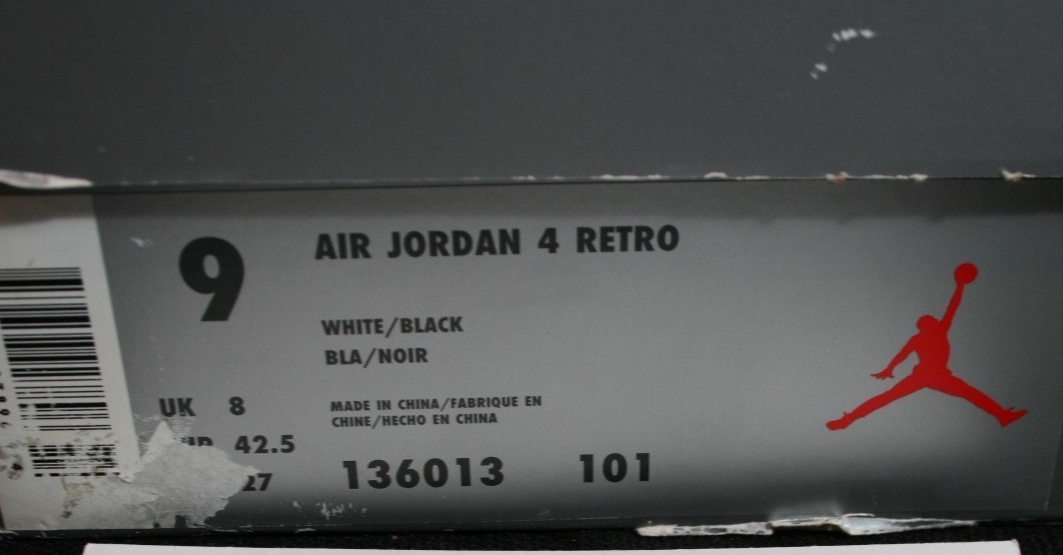 9
AIR JORDAN 4 RETRO
WHITE/BLACK
BLA/NOIR
MADE IN CHINA/FABRIQUE EN
CHINE/HECHO EN CHINA
UK 8
42.5
27
136013 101